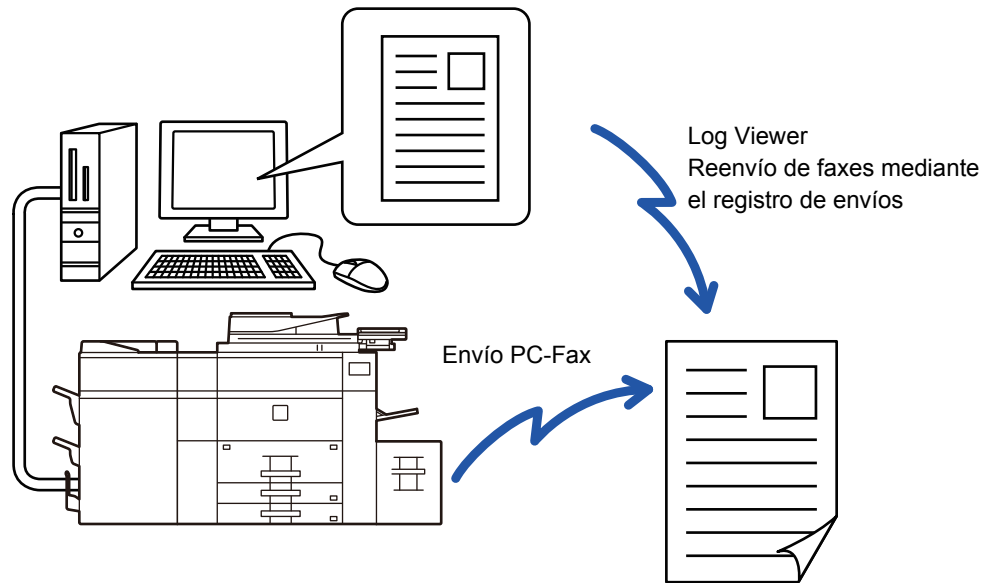 Log Viewer
Reenvío de faxes mediante
el registro de envíos
Envío PC-Fax